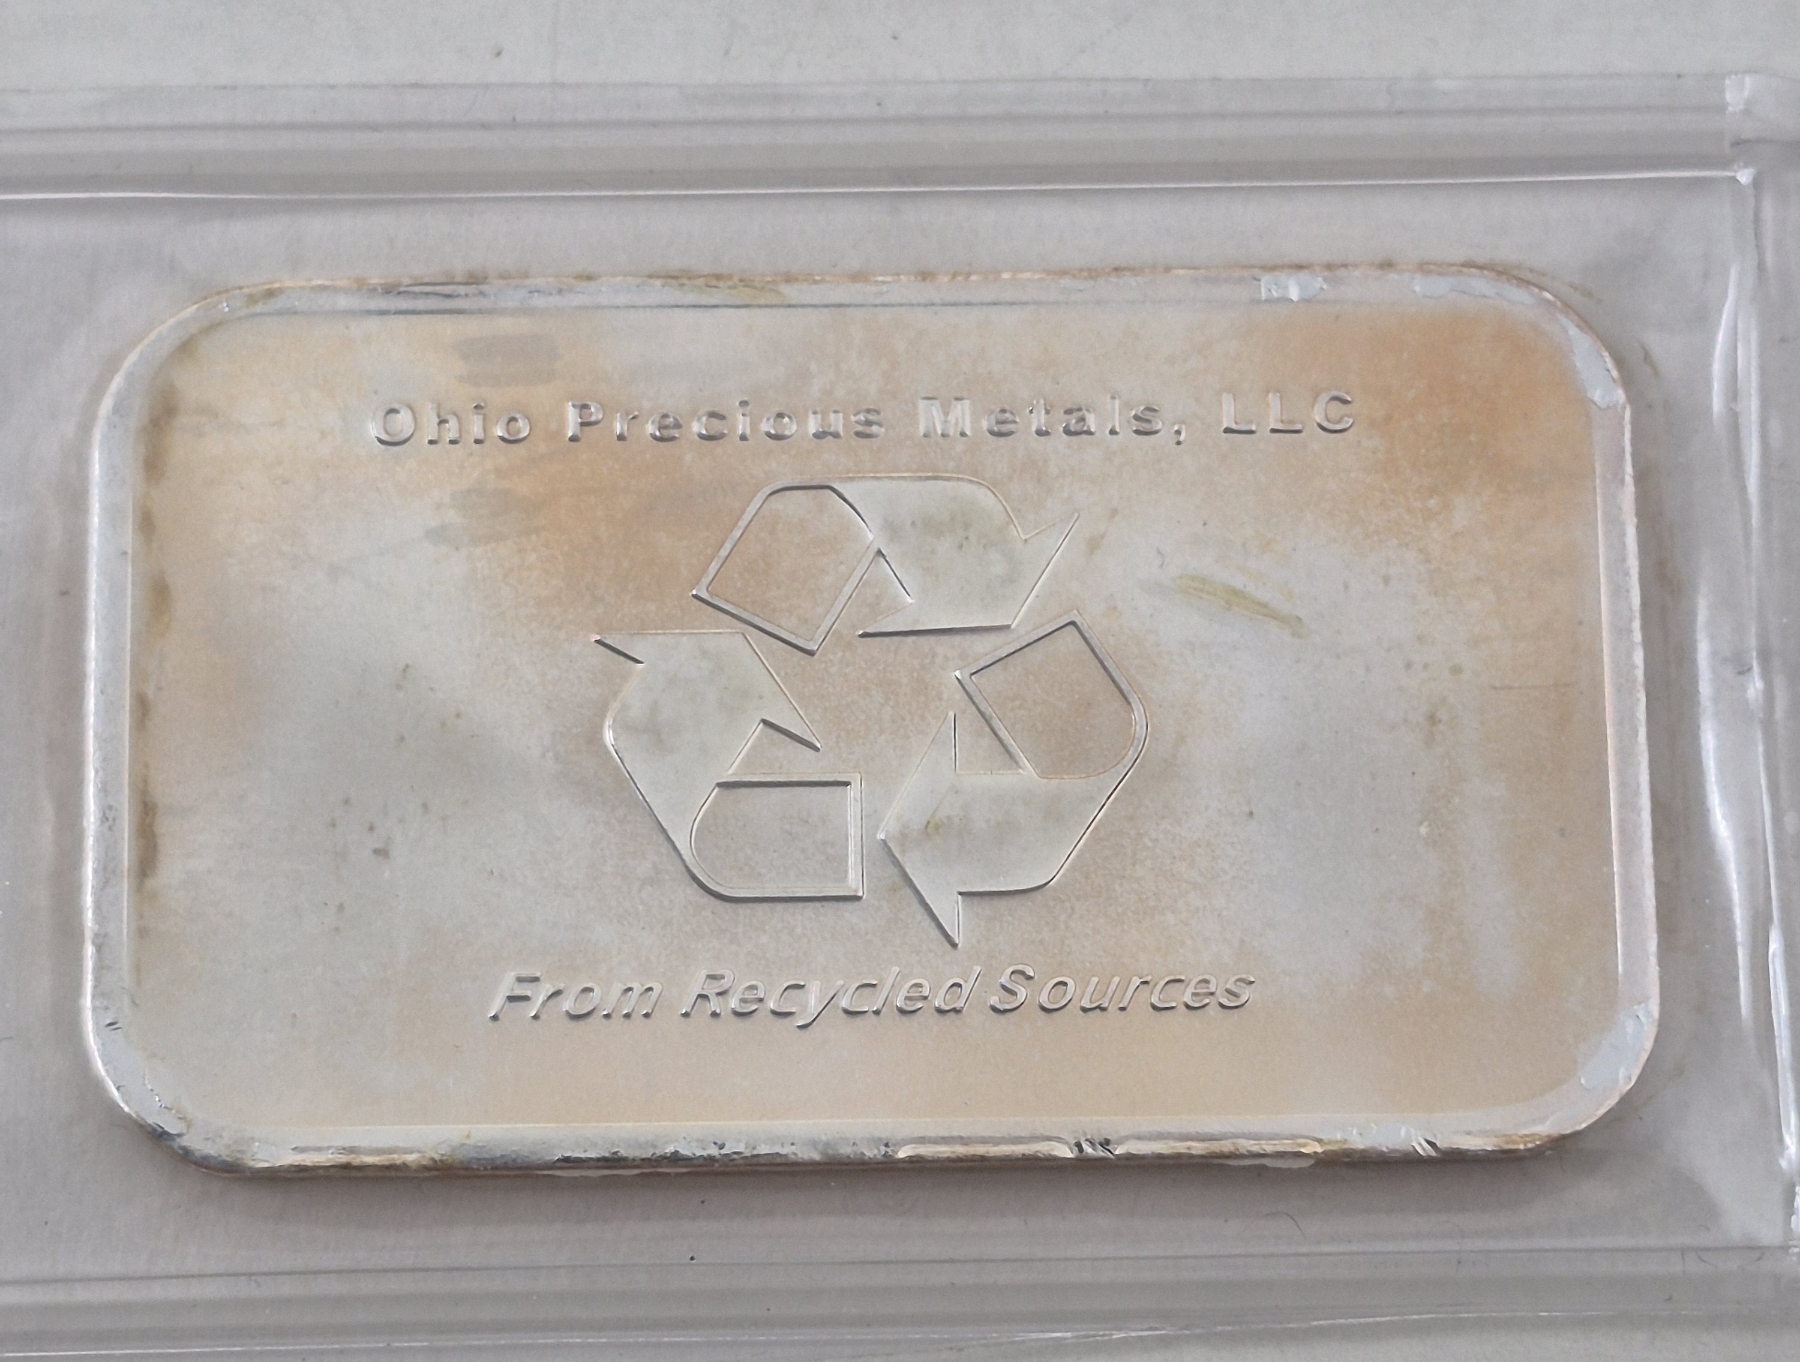 Ohio Precious Metals, LLC
From Recycled Sources